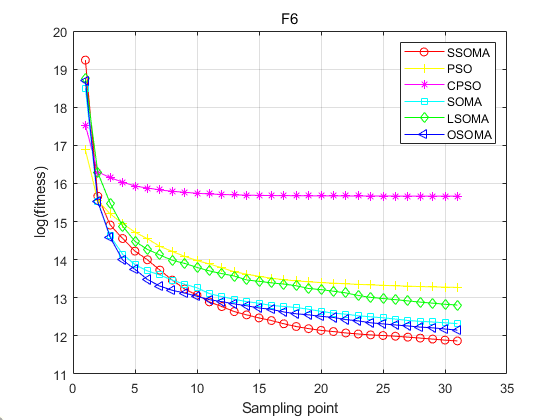 F6
log(fitness)
20
19
18
17
16
15
14
13
12
11
0
5
10
15
20
25
30
35
Sampling point
SSOMA
PSO
CPSO
SOMA
LSOMA
OSOMA